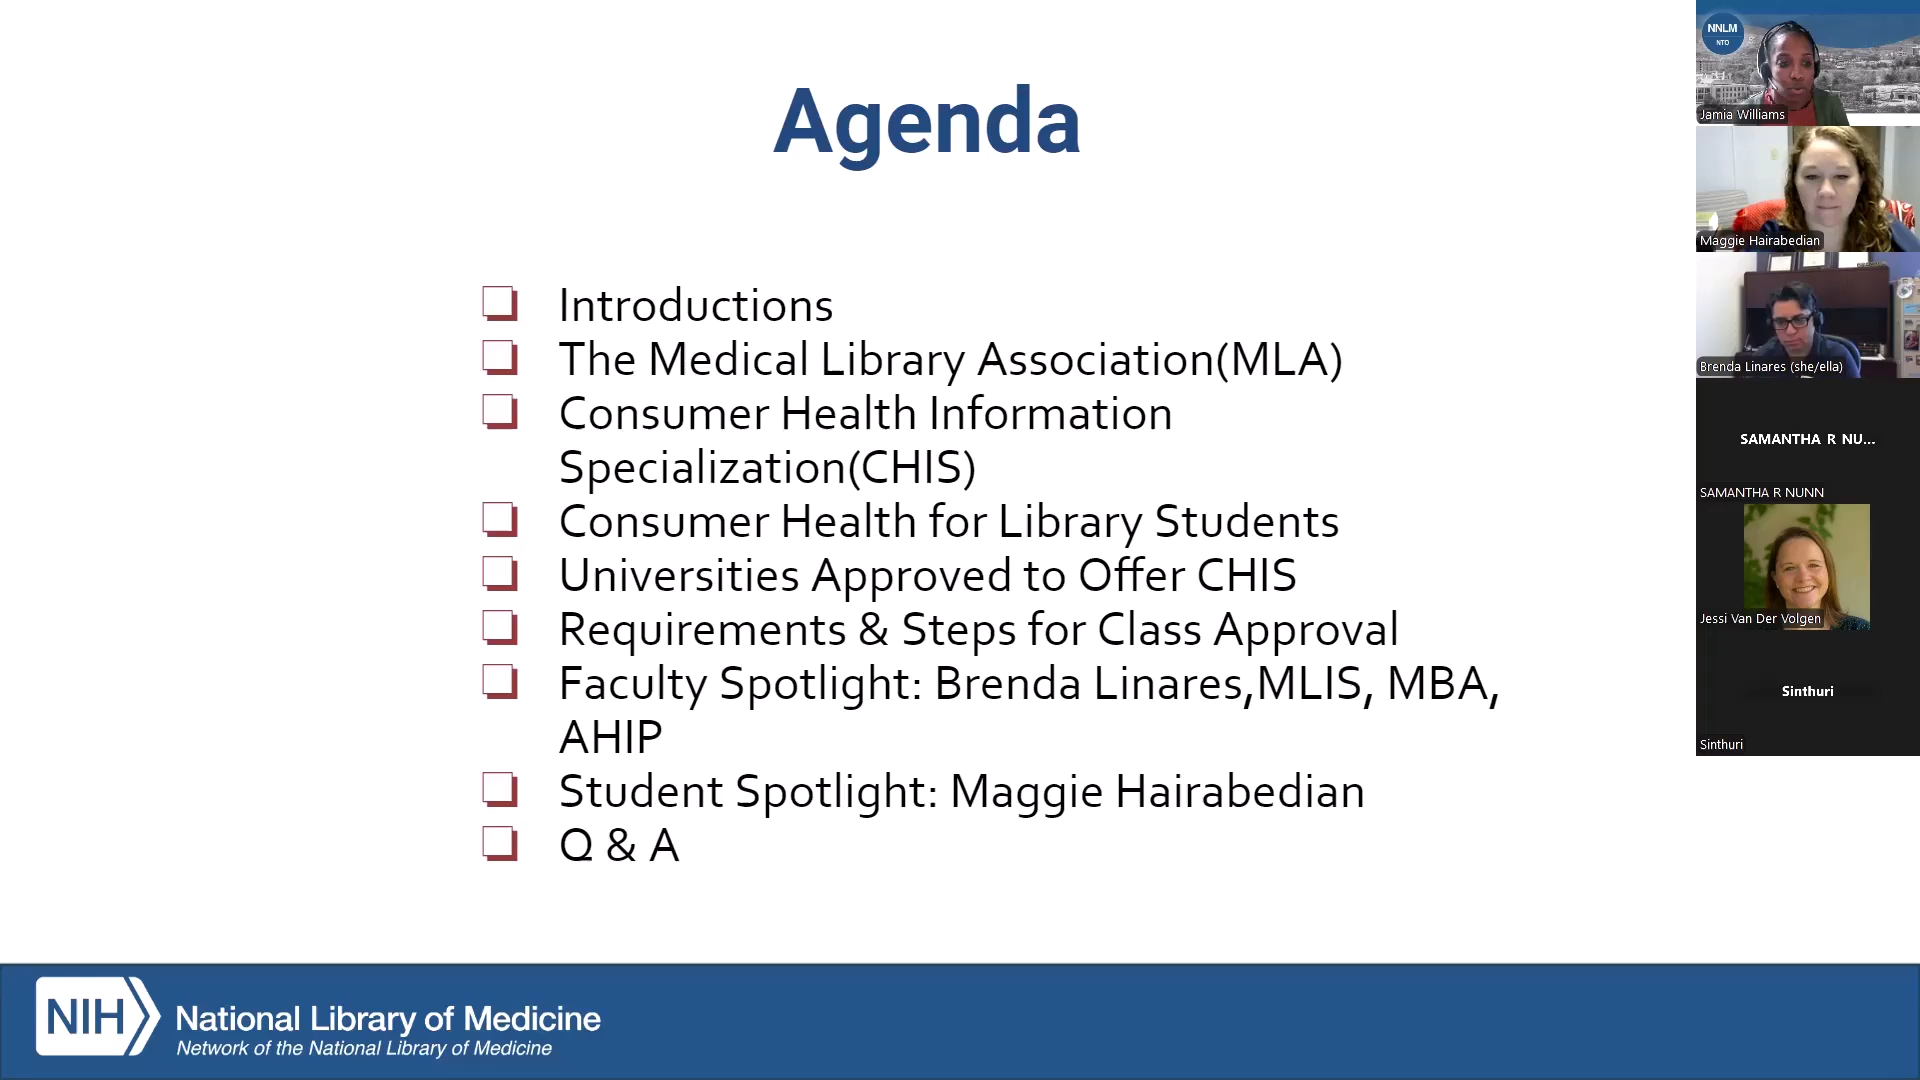 Agenda
Introductions
The Medical Library Association(MLA)
Consumer Health Information
Specialization(CHIS)
Consumer Health for Library Students
Universities Approved to Offer CHIS
Requirements & Steps for Class Approval
Faculty Spotlight: Brenda Linares,MLIS, MBA,
AHIP
Student Spotlight: Maggie Hairabedian
Q & A
NIH
National Library of Medicine
Network of the National Library of Medicine
NNLM
NTO
Jamia Williams
Maggie Hairabedian
Brenda Linares (she/ella)
SAMANTHA R NU...
SAMANTHA R NUNN
Jessi Van Der Volgen
Sinthuri
Sinthuri